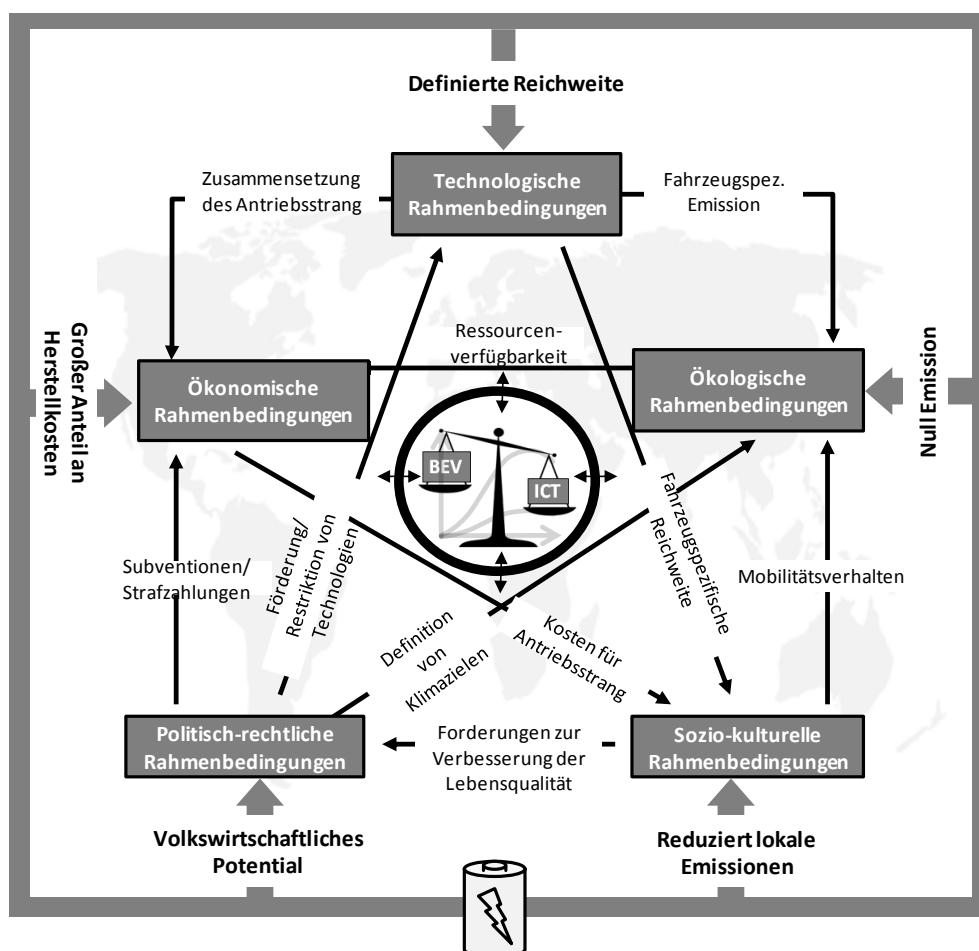 Definierte Reichweite
Zusammensetzung
des Antriebsstrang
Technologische
Rahmenbedingungen
Fahrzeugspez.
Emission
Großer Anteil an
Herstellkosten
Ökonomische
Rahmenbedingungen
Ressourcen-
verfügbarkeit
Ökologische
Rahmenbedingungen
Null Emission
BEV
ICT
Subventionen/
Strafzahlungen
Förderung/
Restriktion von
Technologien
Definition
von
Klimazielen
Kosten für
Antriebsstrang
Fahrzeugspezifische
Reichweite
Mobilitätsverhalten
Politisch-rechtliche
Rahmenbedingungen
Forderungen zur
Verbesserung der
Lebensqualität
Sozio-kulturelle
Rahmenbedingungen
Volkswirtschaftliches
Potential
Reduziert lokale
Emissionen